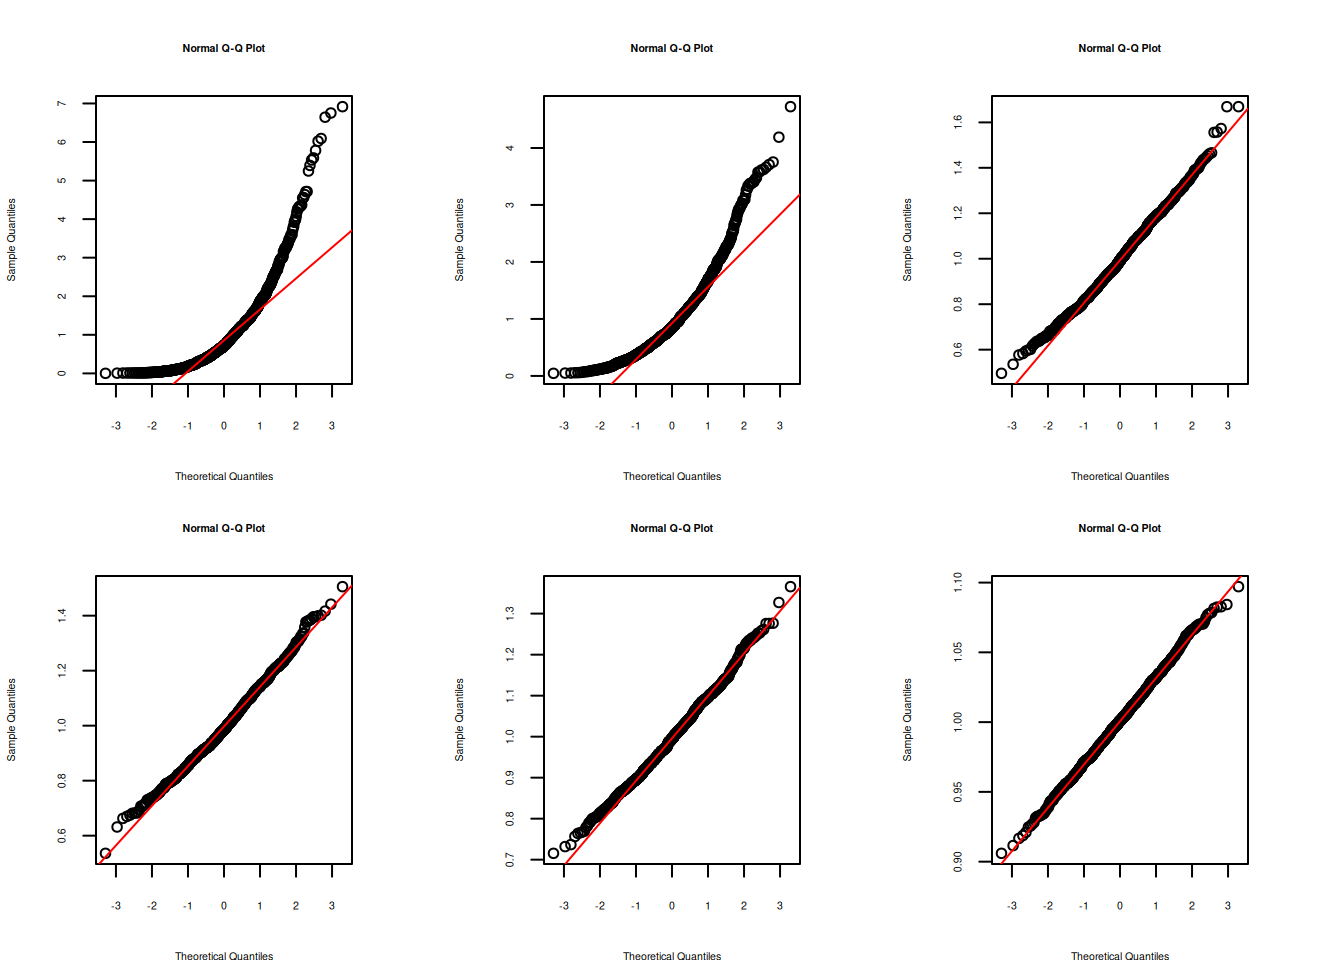 Normal Q-Q Plot
Sample Quantiles
0 1 2 3 4 5 6 7
-3 -2 -1 0 1 2 3
Theoretical Quantiles
Normal Q-Q Plot
Sample Quantiles
0 1 2 3 4
-3 -2 -1 0 1 2 3
Theoretical Quantiles
Normal Q-Q Plot
Sample Quantiles
0.6 0.8 1.0 1.2 1.4 1.6
-3 -2 -1 0 1 2 3
Theoretical Quantiles
Normal Q-Q Plot
Sample Quantiles
0.6 0.8 1.0 1.2 1.4
-3 -2 -1 0 1 2 3
Theoretical Quantiles
Normal Q-Q Plot
Sample Quantiles
0.7 0.8 0.9 1.0 1.1 1.2 1.3
-3 -2 -1 0 1 2 3
Theoretical Quantiles
Normal Q-Q Plot
Sample Quantiles
0.90 0.95 1.00 1.05 1.10
-3 -2 -1 0 1 2 3
Theoretical Quantiles